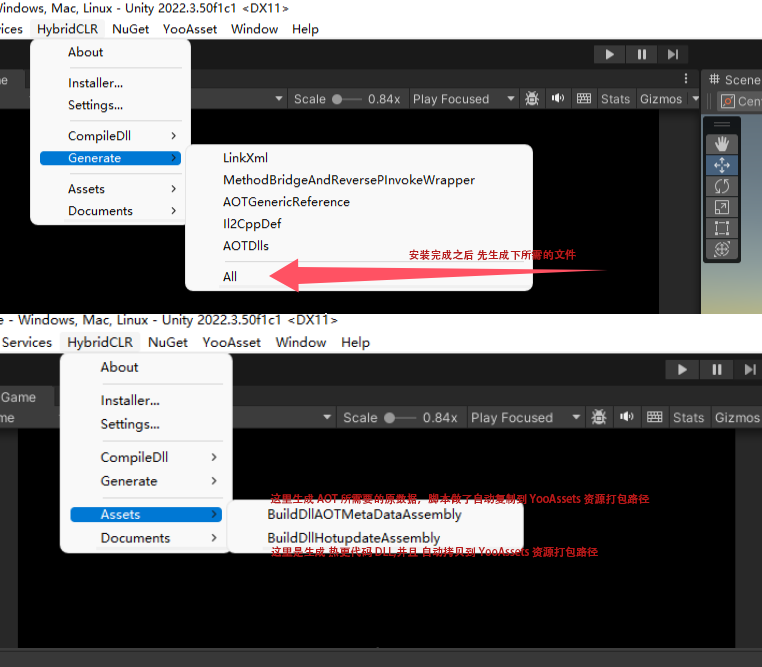 Windows, Mac, Linux - Unity 2022.3.50f1c1 <DX11>
ices HybridCLR NuGet YooAsset Window Help
About
e
Scene
Installer...
Settings...
Scale 0.84x Play Focused Stats Gizmos Cen
CompileDll
Generate
LinkXml
MethodBridgeAndReversePInvokeWrapper
Assets
AOTGenericReference
Documents
Il2CppDef
AOTDlls
安装完成之后 先生成下所需的文件
All
e - Windows, Mac, Linux - Unity 2022.3.50f1c1 <DX11>
Services HybridCLR NuGet YooAsset Window Help
About
Game
Installer...
me
Scale 0.84x Play Focused Stats Gizmos
Settings...
CompileDll
Generate
这里生成 AOT 所需要的原数据，脚本做了自动复制到 YooAssets 资源打包路径
Assets
BuildDllAOTMetaDataAssembly
Documents
BuildDllHotupdateAssembly
这里是生成 热更代码 DLL,并且 自动拷贝到 YooAssets 资源打包路径